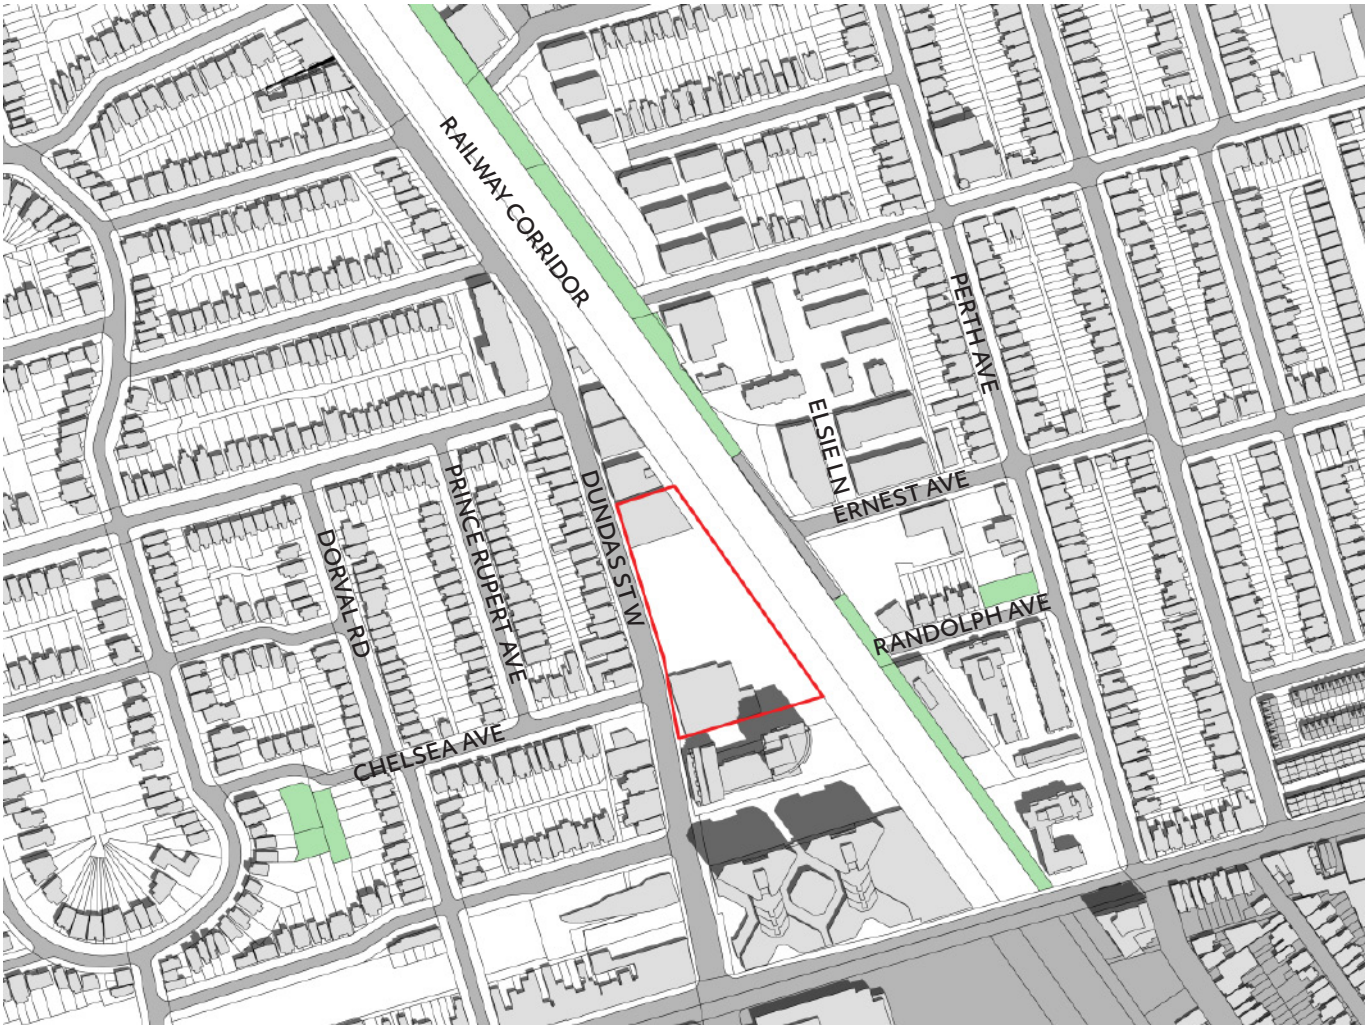 RAILWAY CORRIDOR
PERTH AVE
ELSIE LN
ERNEST AVE
DUNDAS ST W
PRINCE RUPERT AVE
DORVAL RD
RANDOLPH AVE
CHELSEA AVE